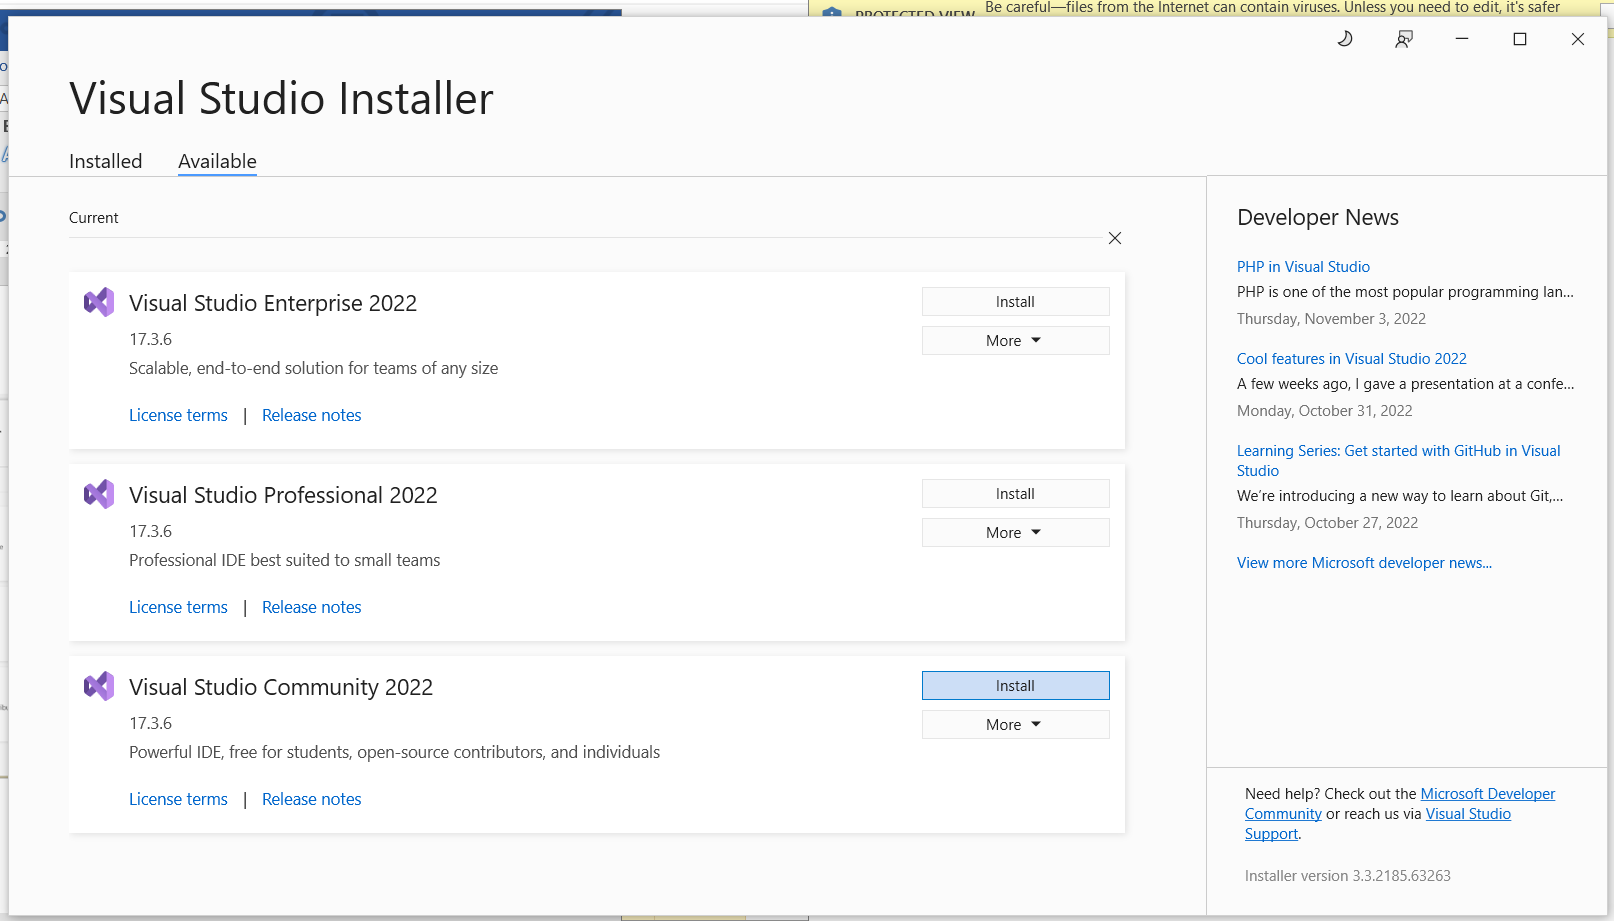 Be careful—files from the Internet can contain viruses. Unless you need to edit, it's safer
Visual Studio Installer
Installed
Available
Current
Visual Studio Enterprise 2022
Install
17.3.6
More
Scalable, end-to-end solution for teams of any size
License terms | Release notes
Visual Studio Professional 2022
Install
17.3.6
More
Professional IDE best suited to small teams
License terms | Release notes
Visual Studio Community 2022
Install
17.3.6
More
Powerful IDE, free for students, open-source contributors, and individuals
License terms | Release notes
Developer News
PHP in Visual Studio
PHP is one of the most popular programming lan...
Thursday, November 3, 2022
Cool features in Visual Studio 2022
A few weeks ago, I gave a presentation at a confe...
Monday, October 31, 2022
Learning Series: Get started with GitHub in Visual
Studio
We're introducing a new way to learn about Git,...
Thursday, October 27, 2022
View more Microsoft developer news...
Need help? Check out the Microsoft Developer
Community or reach us via Visual Studio
Support.
Installer version 3.3.2185.63263